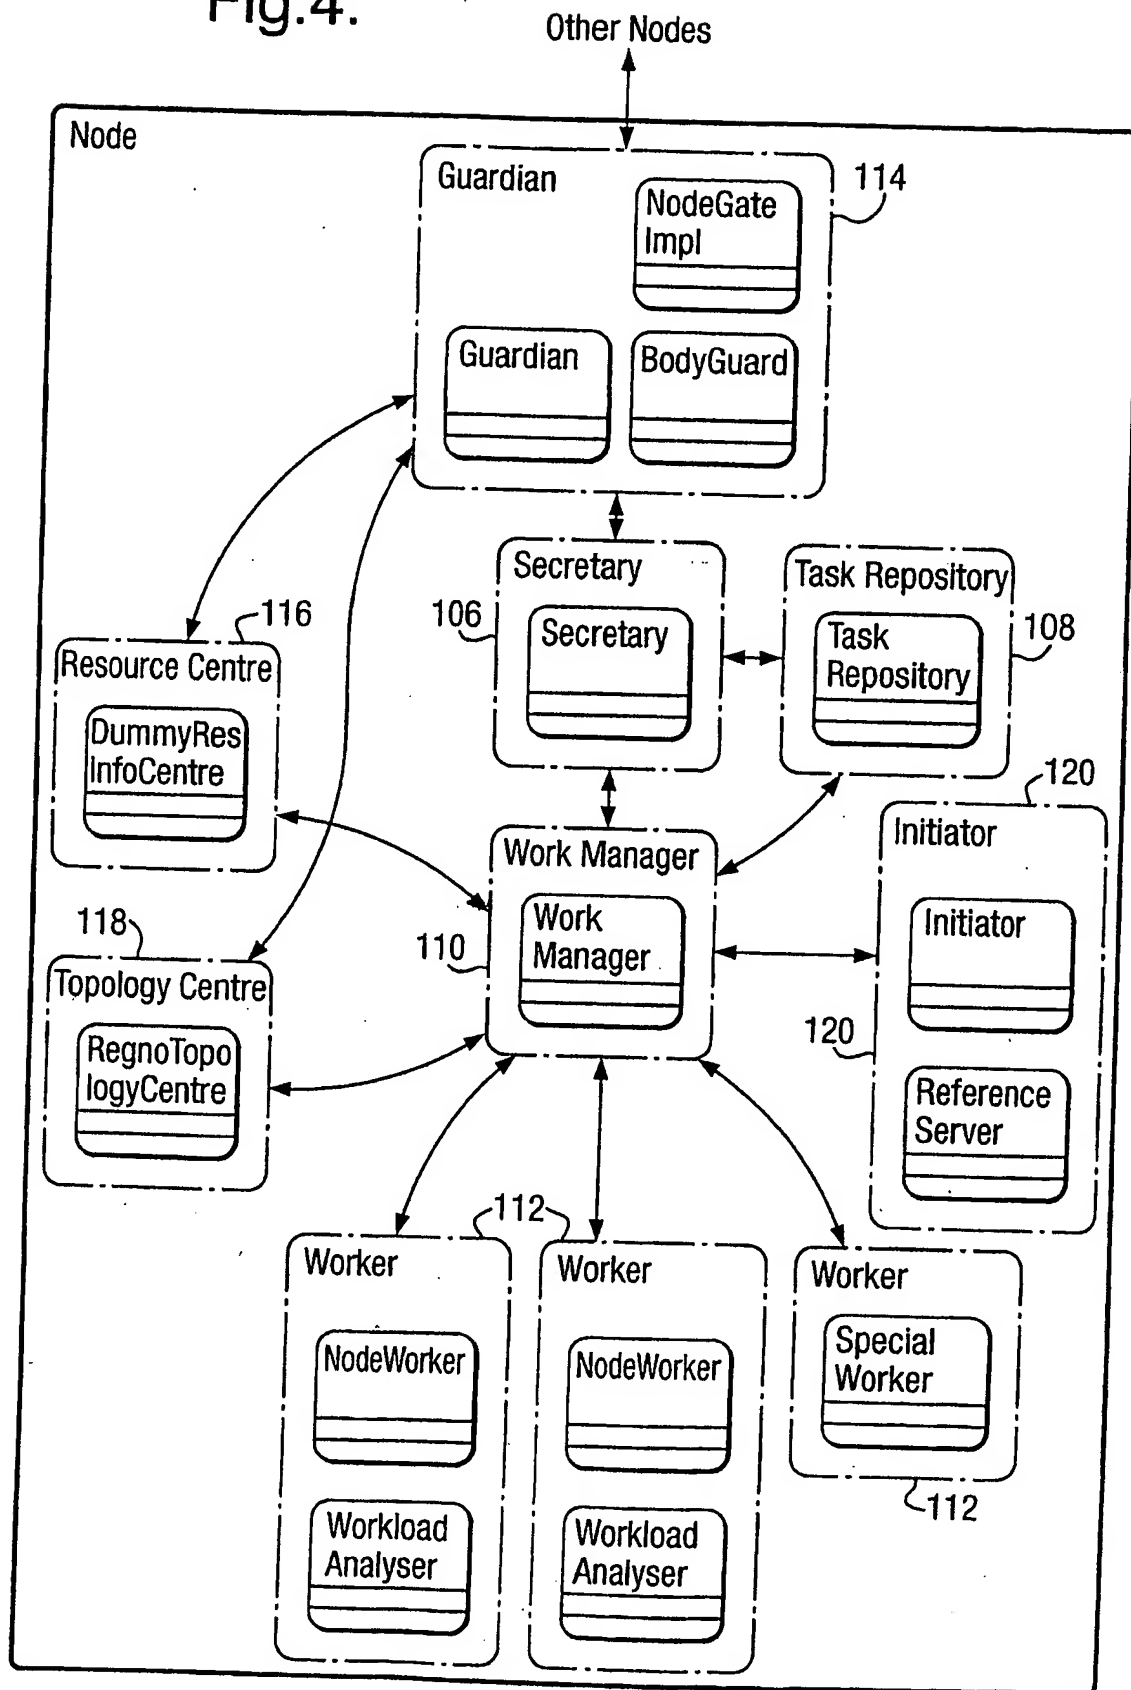 Fig.4.
Other Nodes
Node
Guardian
114
NodeGate
Impl
Guardian
BodyGuard
Secretary
Task Repository
106
Secretary
Task
Repository
108
116
Resource Centre
DummyRes
InfoCentre
120
Initiator
Work Manager
Work
Manager
110
Initiator
118
Topology Centre
RegnoTopo
logyCentre
120
Reference
Server
112
Worker
Worker
Worker
NodeWorker
NodeWorker
Special
Worker
112
Workload
Analyser
Workload
Analyser